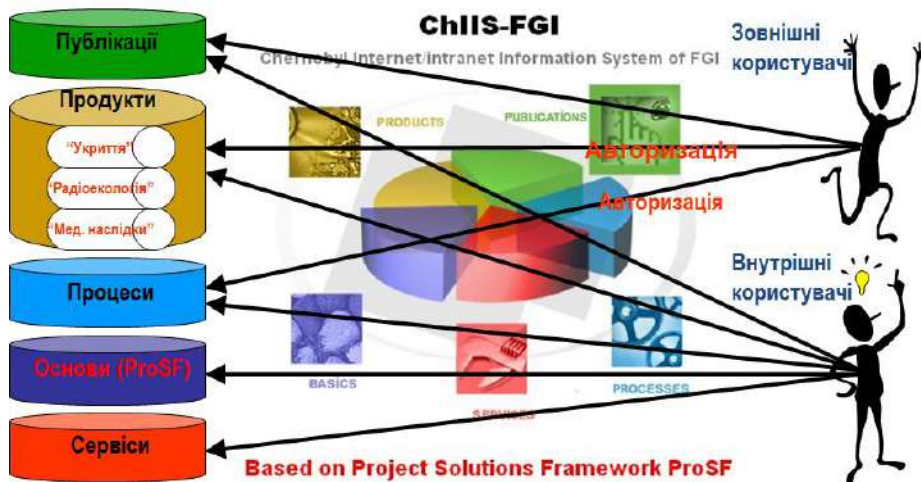 ChIIS-FGI
Chernobyl Internet/intranet Information System of FGI
Публікації
Продукти
“Укриття”
“Радіоекологія”
“Мед. наслідки”
Процеси
Основи (ProSF)
Сервіси
PRODUCTS
PUBLICATIONS
Авторизація
Авторизація
BASICS
SERVICES
PROCESSES
Зовнішні
користувачі
Внутрішні
користувачі
Based on Project Solutions Framework ProSF